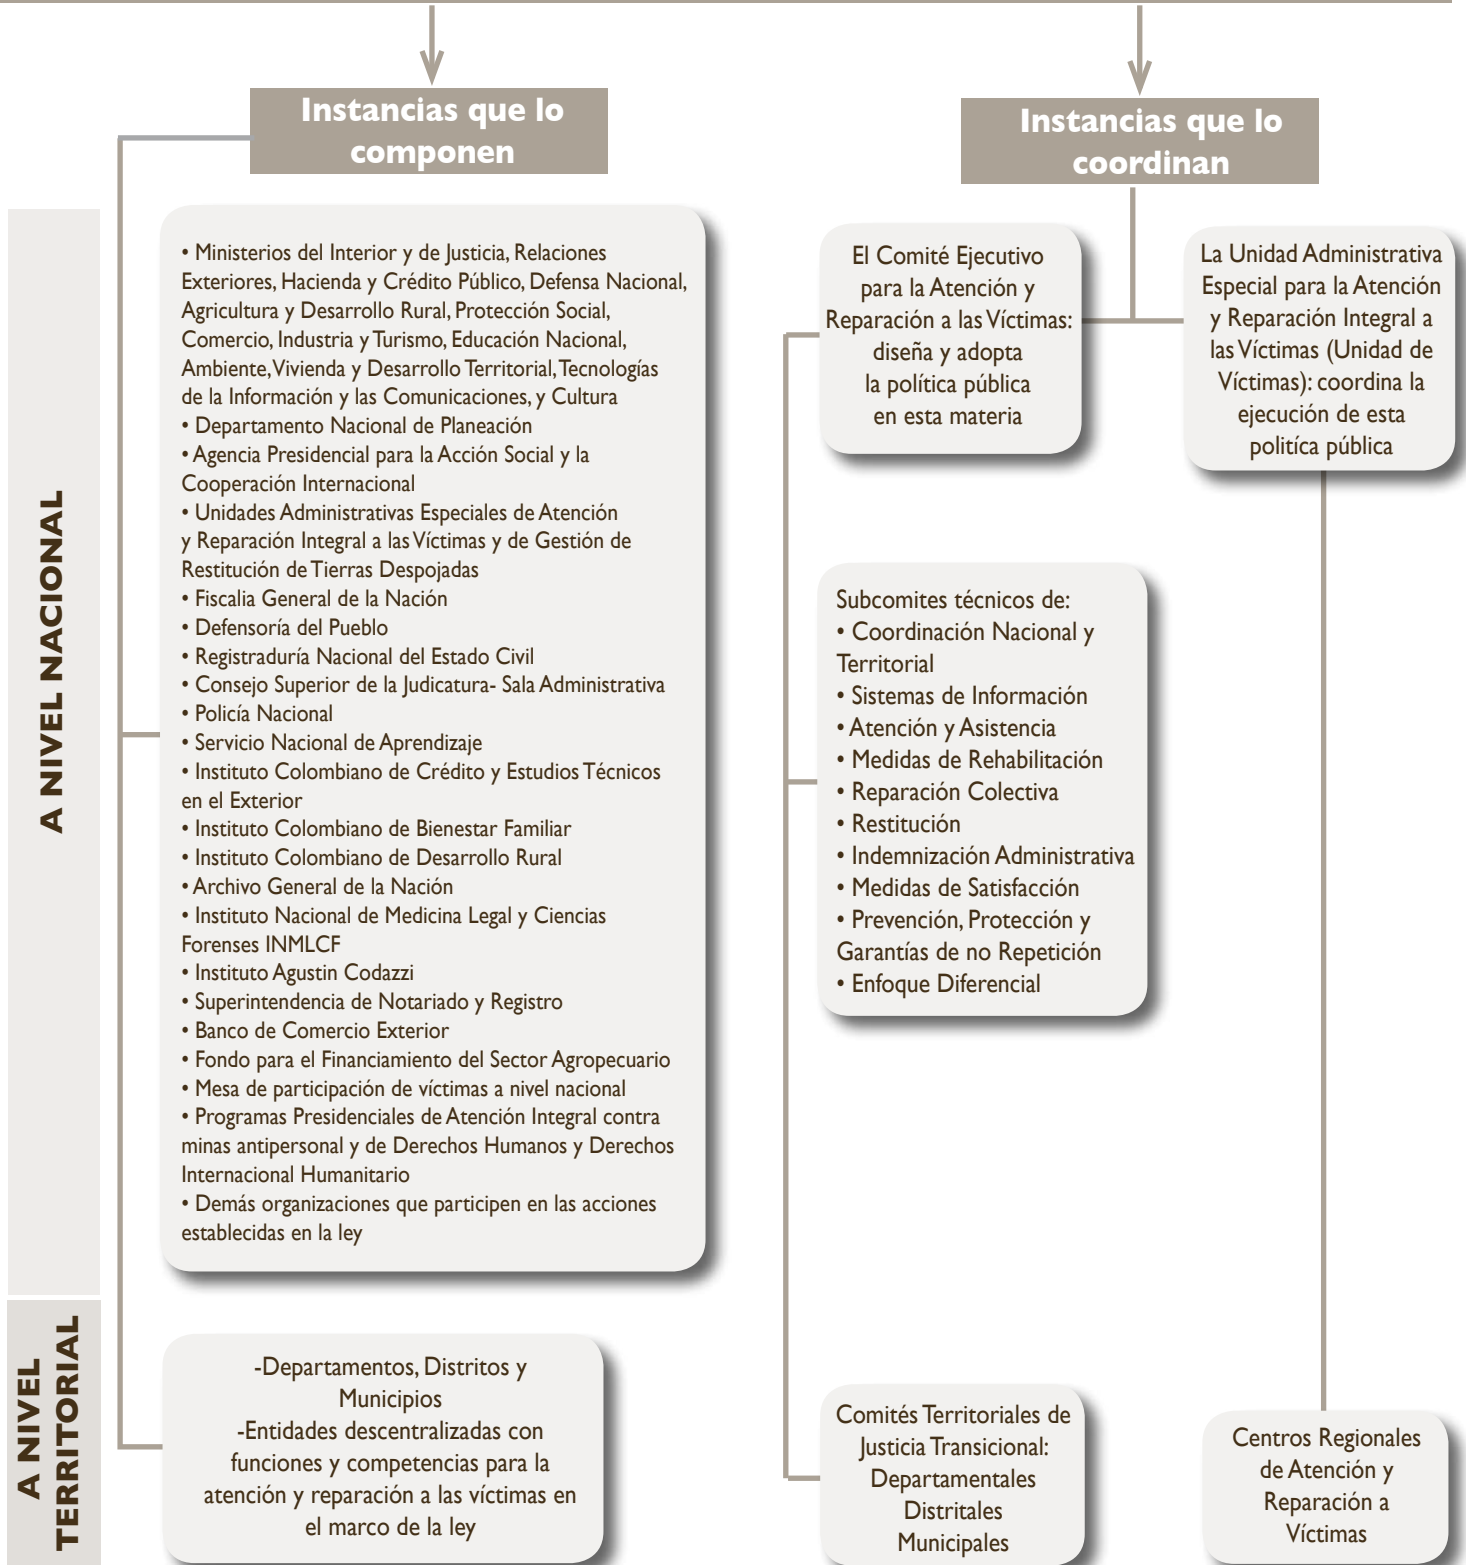 Instancias que lo
componen
Instancias que lo
coordinan
A NIVEL NACIONAL
• Ministerios del Interior y de Justicia, Relaciones
Exteriores, Hacienda y Crédito Público, Defensa Nacional,
Agricultura y Desarrollo Rural, Protección Social,
Comercio, Industria y Turismo, Educación Nacional,
Ambiente, Vivienda y Desarrollo Territorial, Tecnologías
de la Información y las Comunicaciones, y Cultura
• Departamento Nacional de Planeación
• Agencia Presidencial para la Acción Social y la
Cooperación Internacional
• Unidades Administrativas Especiales de Atención
y Reparación Integral a las Víctimas y de Gestión de
Restitución de Tierras Despojadas
• Fiscalia General de la Nación
• Defensoría del Pueblo
• Registraduría Nacional del Estado Civil
• Consejo Superior de la Judicatura- Sala Administrativa
• Policía Nacional
• Servicio Nacional de Aprendizaje
• Instituto Colombiano de Crédito y Estudios Técnicos
en el Exterior
• Instituto Colombiano de Bienestar Familiar
• Instituto Colombiano de Desarrollo Rural
• Archivo General de la Nación
• Instituto Nacional de Medicina Legal y Ciencias
Forenses INMLCF
• Instituto Agustin Codazzi
• Superintendencia de Notariado y Registro
• Banco de Comercio Exterior
• Fondo para el Financiamiento del Sector Agropecuario
• Mesa de participación de víctimas a nivel nacional
• Programas Presidenciales de Atención Integral contra
minas antipersonal y de Derechos Humanos y Derechos
Internacional Humanitario
• Demás organizaciones que participen en las acciones
establecidas en la ley
El Comité Ejecutivo
para la Atención y
Reparación a las Víctimas:
diseña y adopta
la política pública
en esta materia
La Unidad Administrativa
Especial para la Atención
y Reparación Integral a
las Víctimas (Unidad de
Víctimas): coordina la
ejecución de esta
politíca pública
Subcomites técnicos de:
• Coordinación Nacional y
Territorial
• Sistemas de Información
• Atención y Asistencia
• Medidas de Rehabilitación
• Reparación Colectiva
• Restitución
• Indemnización Administrativa
• Medidas de Satisfacción
• Prevención, Protección y
Garantías de no Repetición
• Enfoque Diferencial
A NIVEL
TERRITORIAL
-Departamentos, Distritos y
Municipios
-Entidades descentralizadas con
funciones y competencias para la
atención y reparación a las víctimas en
el marco de la ley
Comités Territoriales de
Justicia Transicional:
Departamentales
Distritales
Municipales
Centros Regionales
de Atención y
Reparación a
Víctimas